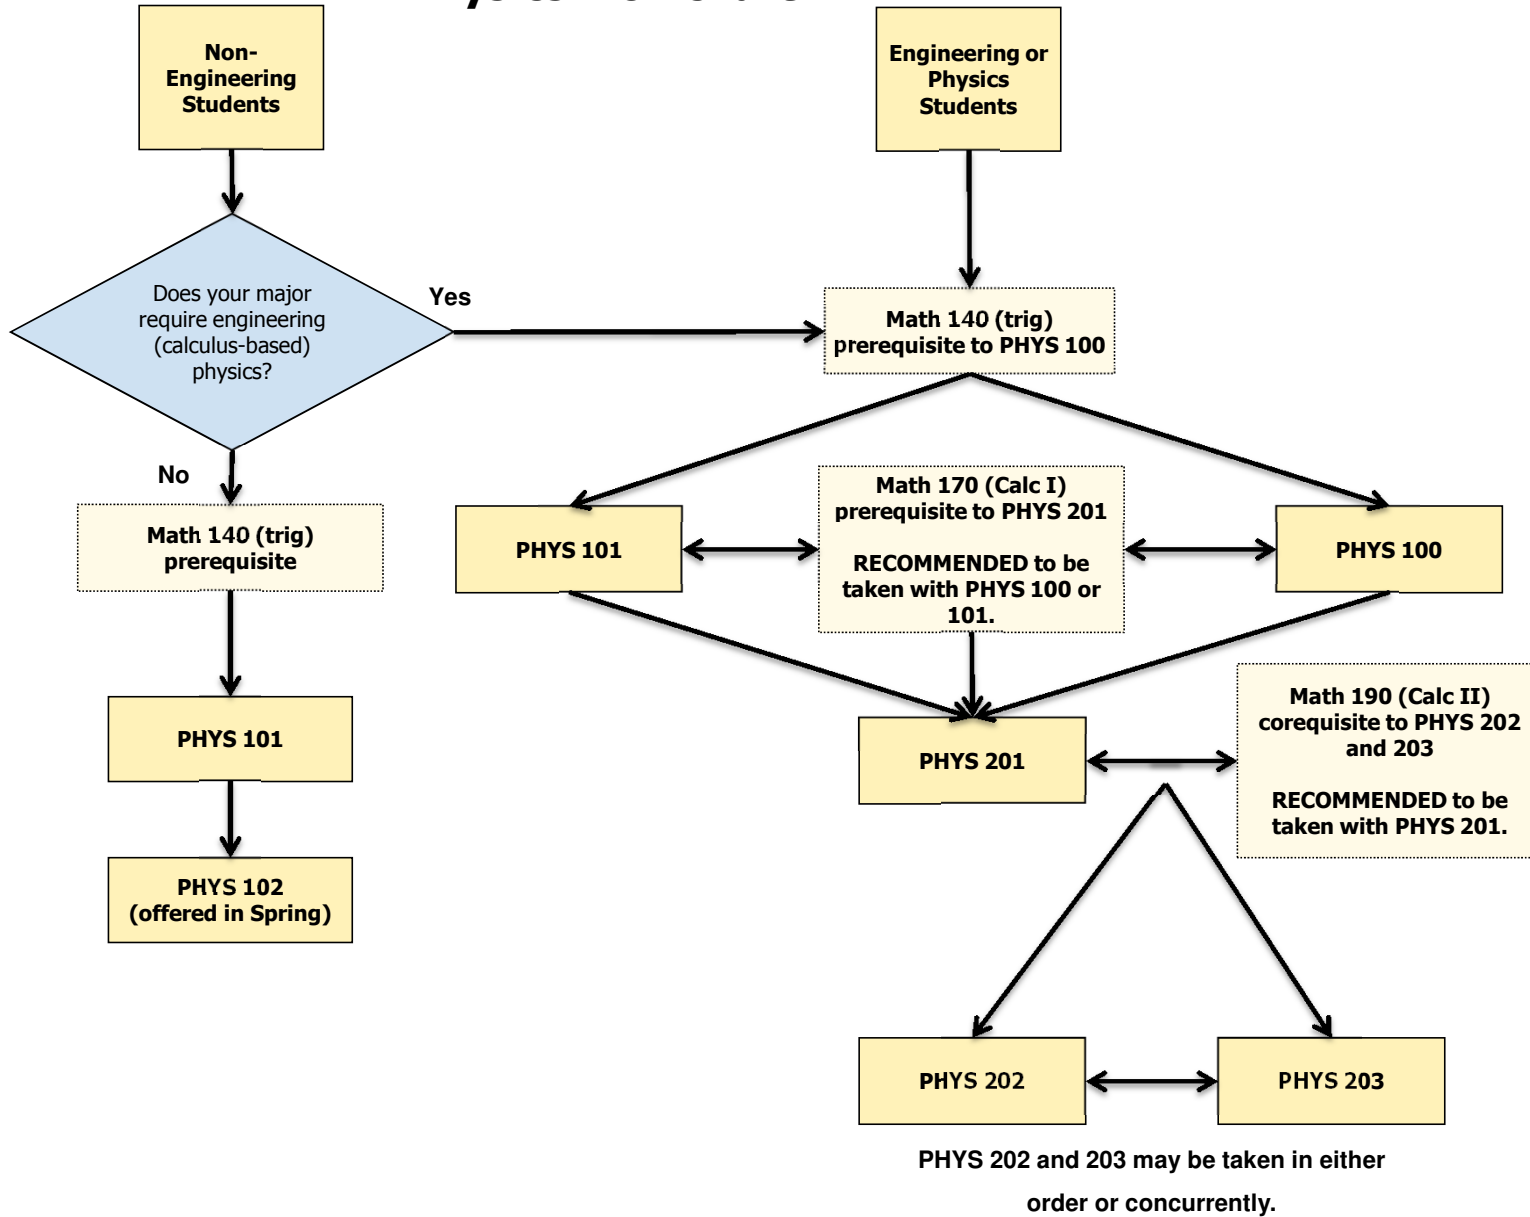 Non-
Engineering
Students
Engineering or
Physics
Students
Does your major
require engineering
(calculus-based)
physics?
Yes
No
Math 140 (trig)
prerequisite to PHYS 100
Math 140 (trig)
prerequisite
PHYS 101
PHYS 102
(offered in Spring)
PHYS 101
Math 170 (Calc I)
prerequisite to PHYS 201
RECOMMENDED to be
taken with PHYS 100 or
101.
PHYS 100
PHYS 201
Math 190 (Calc II)
corequisite to PHYS 202
and 203
RECOMMENDED to be
taken with PHYS 201.
PHYS 202
PHYS 203
PHYS 202 and 203 may be taken in either
order or concurrently.